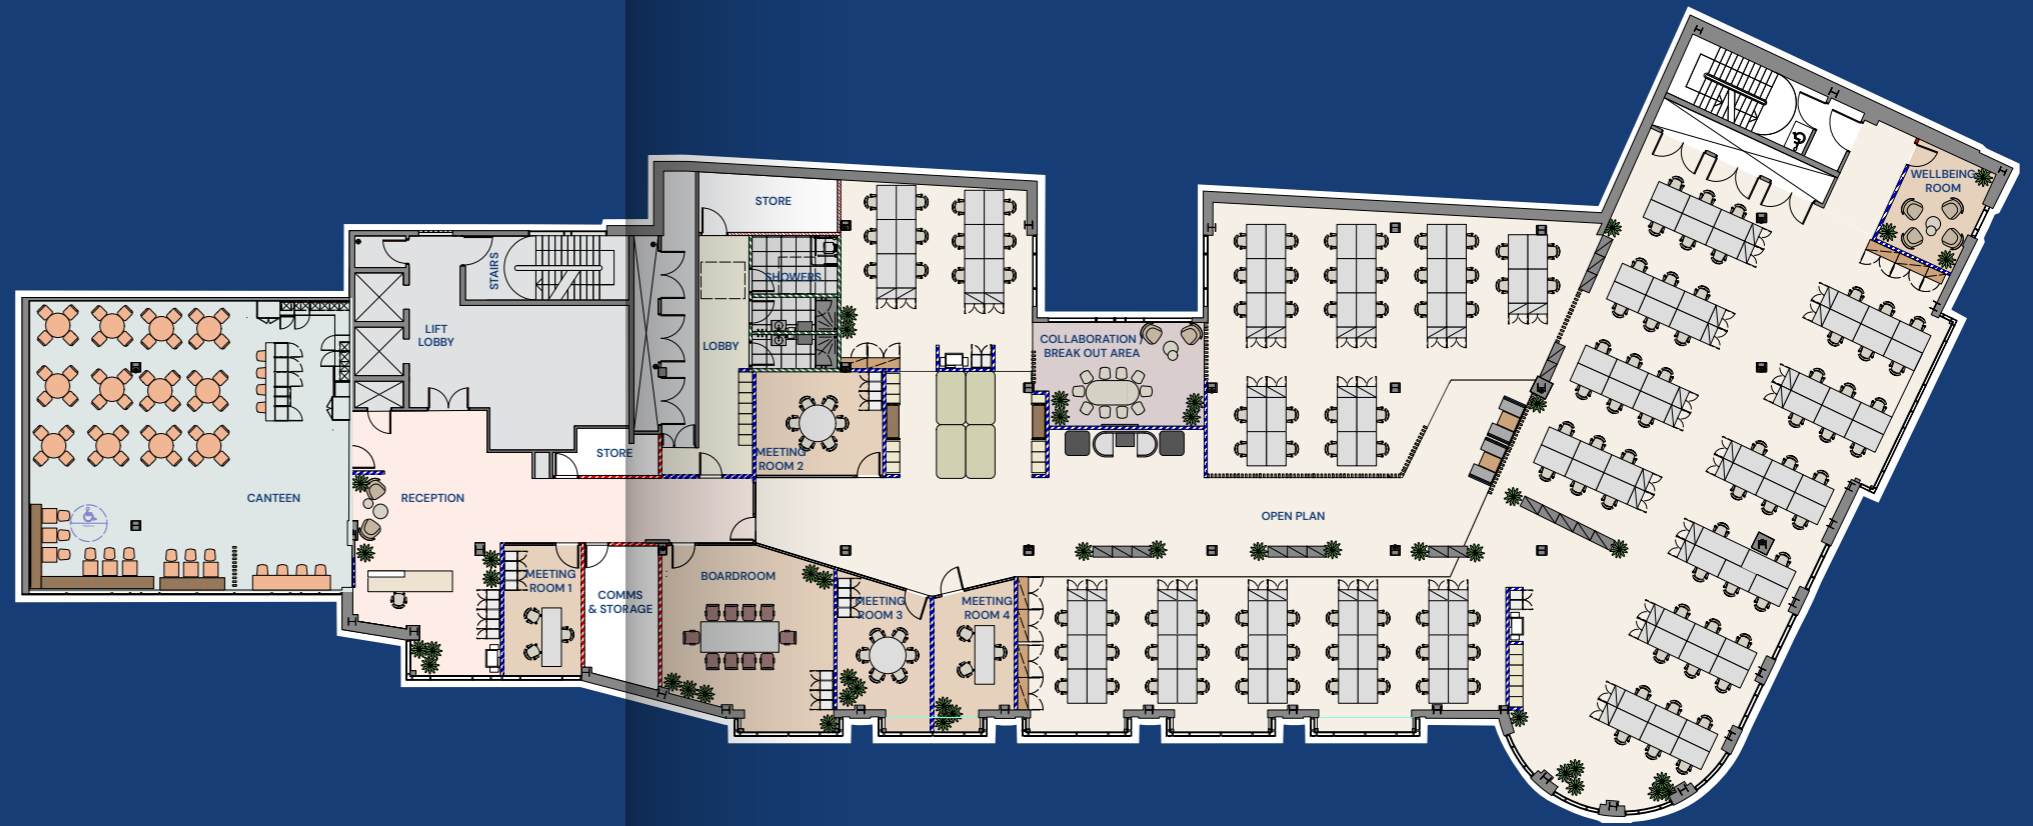 STORE
SHOWERS
STAIRS
LIFT
LOBBY
LOBBY
COLLABORATION /
BREAK OUT AREA
WELLBEING
ROOM
STORE
MEETING
ROOM 2
CANTEEN
RECEPTION
OPEN PLAN
MEETING
ROOM 1
COMMS
& STORAGE
BOARDROOM
MEETING
ROOM 3
MEETING
ROOM 4